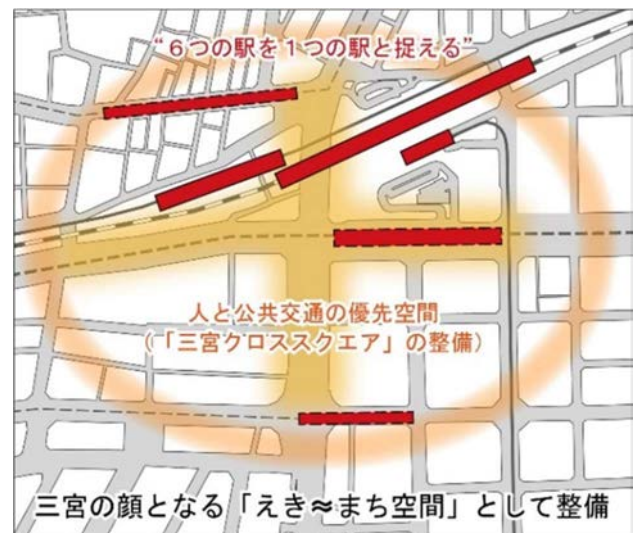 “６つの駅を１つの駅と捉える”
人と公共交通の優先空間
（「三宮クロススクエア」の整備）
三宮の顔となる「えき≈まち空間」として整備